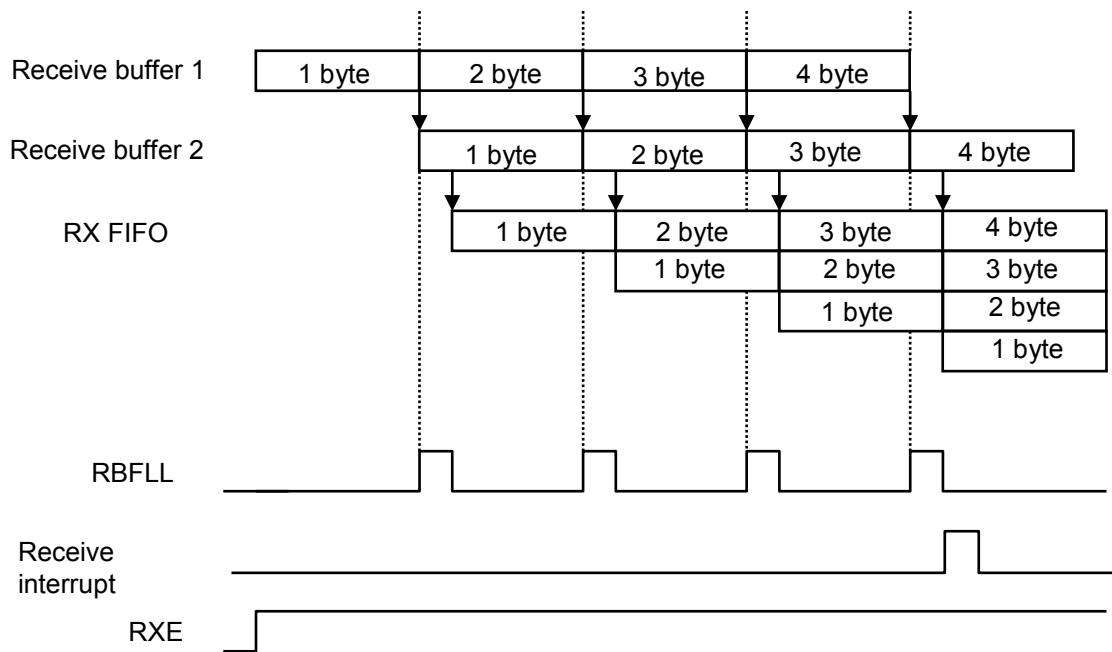 Receive buffer 1
1 byte 2 byte 3 byte 4 byte
Receive buffer 2
1 byte 2 byte 3 byte 4 byte
RX FIFO
1 byte 2 byte 3 byte 4 byte
1 byte 2 byte 3 byte
1 byte 2 byte
1 byte
RBFLL
Receive
interrupt
RXE